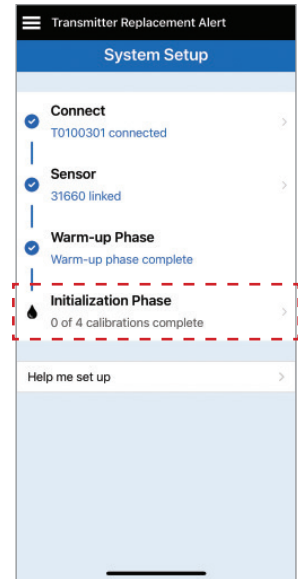 Transmitter Replacement Alert
System Setup
Connect
T0100301 connected
Sensor
31660 linked
Warm-up Phase
Warm-up phase complete
Initialization Phase
0 of 4 calibrations complete
Help me set up